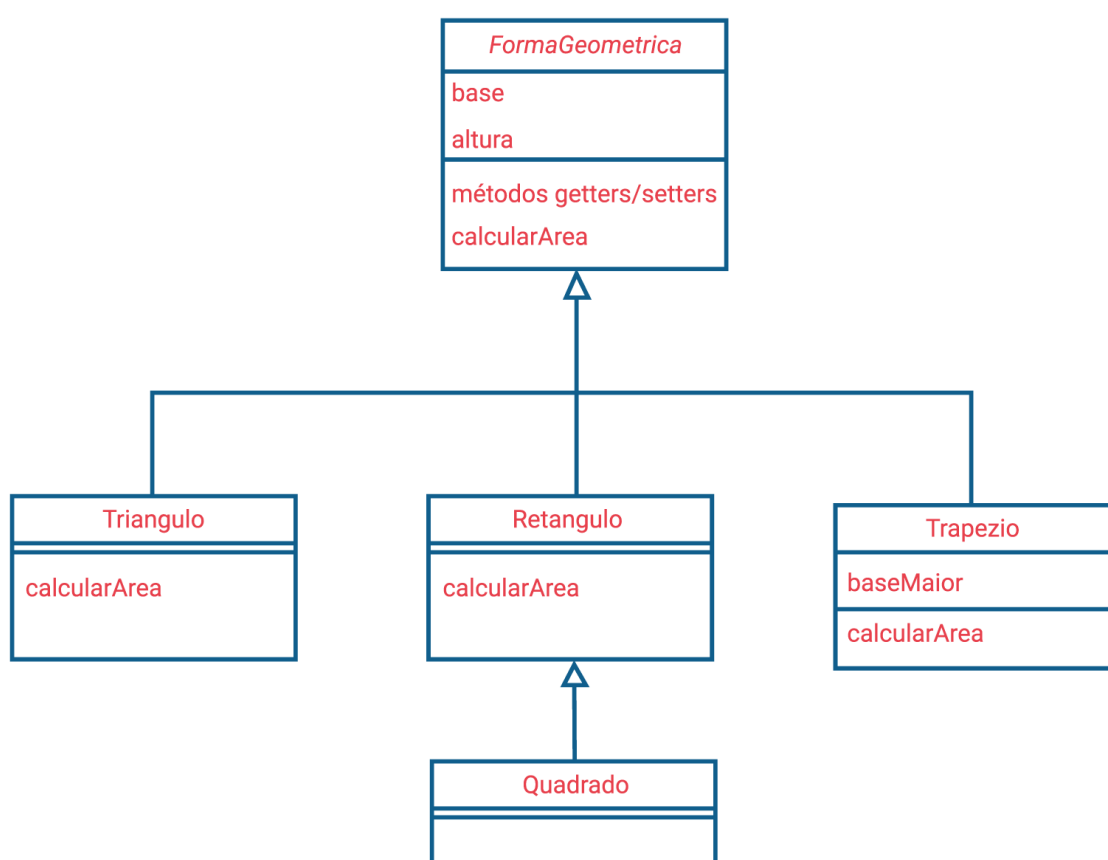 FormaGeometrica
base
altura
métodos getters/setters
calcularArea
Triangulo
calcularArea
Retangulo
calcularArea
Trapezio
baseMaior
calcularArea
Quadrado